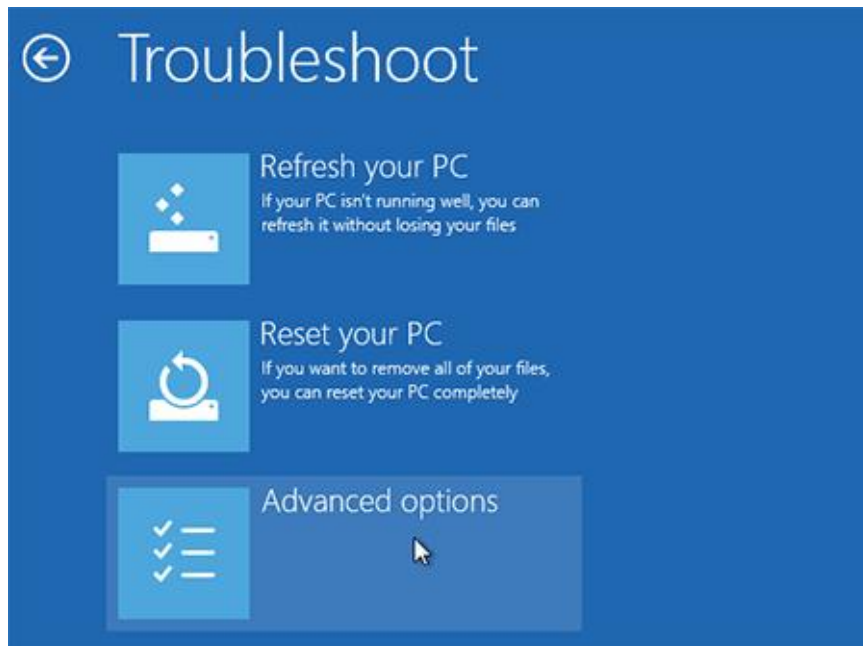 Troubleshoot
Refresh your PC
If your PC isn't running well, you can
refresh it without losing your files
Reset your PC
If you want to remove all of your files,
you can reset your PC completely
Advanced options